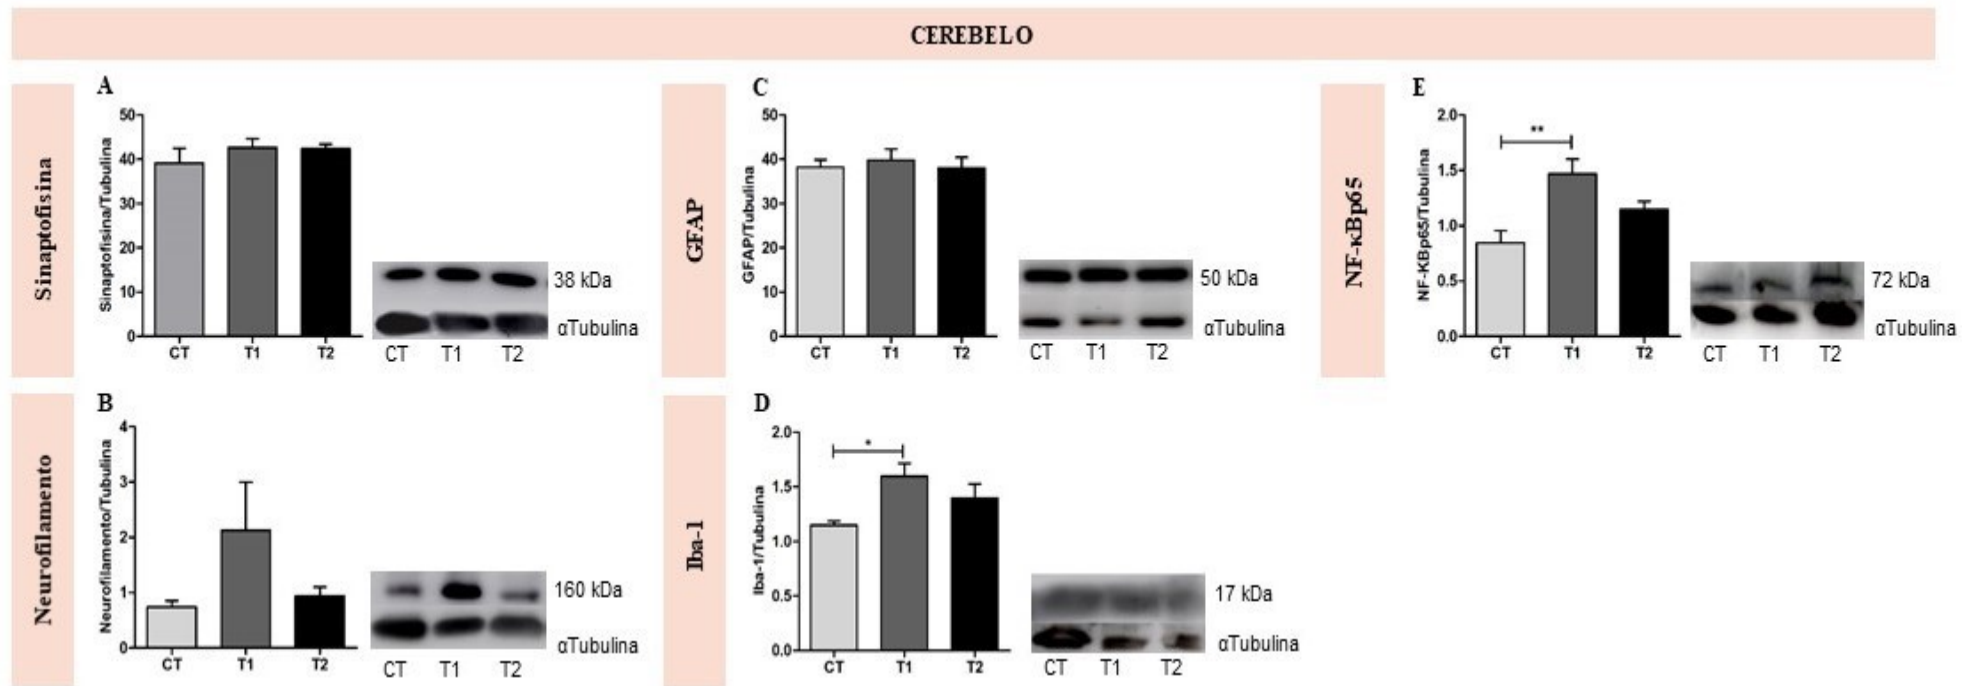 CEREBELO
Sinaptofisina
A
Sinaptofisina/Tubulina
50
40
30
20
10
0
CT T1 T2
38 kDa
αTubulina
CT T1 T2
GFAP
C
GFAP/Tubulina
50
40
30
20
10
0
CT T1 T2
50 kDa
αTubulina
CT T1 T2
NF-κBp65
E
NF-KBp65/Tubulina
2.0
1.5
1.0
0.5
0.0
**
CT T1 T2
72 kDa
αTubulina
CT T1 T2
Neurofilamento
B
Neurofilamento/Tubulina
4
3
2
1
0
CT T1 T2
160 kDa
αTubulina
CT T1 T2
Iba-1
D
Iba-1/Tubulina
2.0
1.5
1.0
0.5
0.0
*
CT T1 T2
17 kDa
αTubulina
CT T1 T2